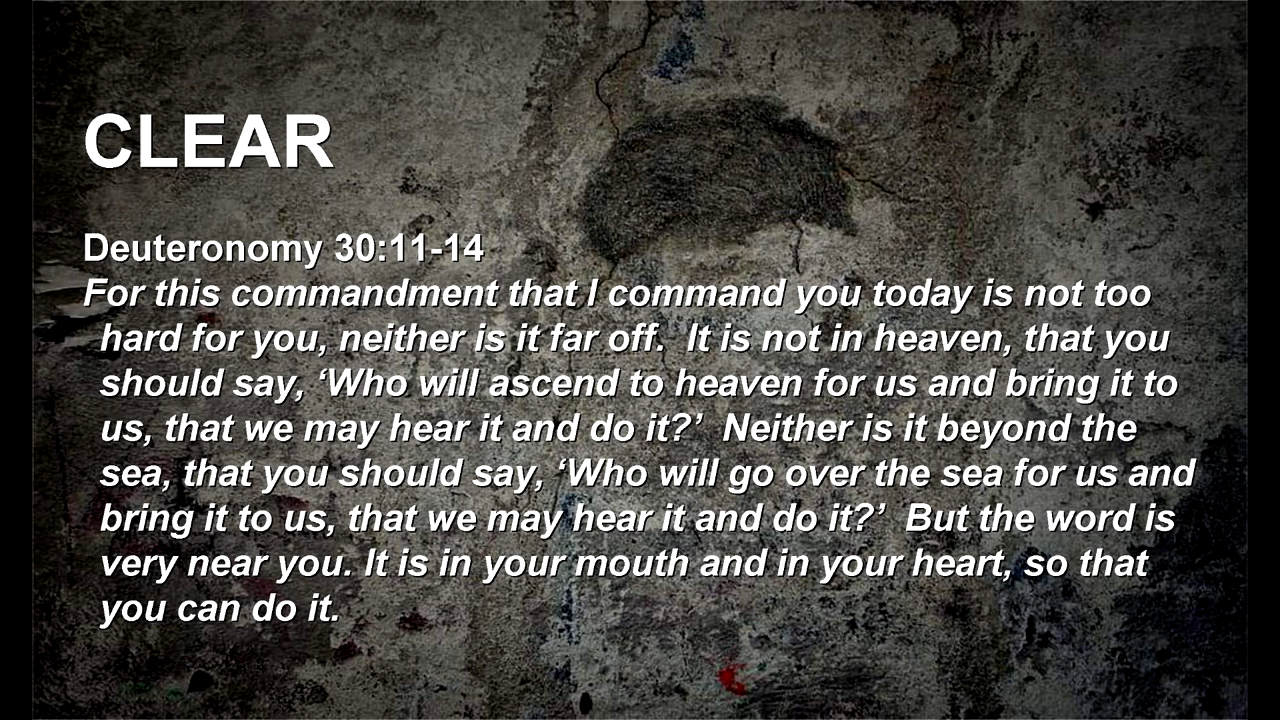 CLEAR
Deuteronomy 30:11-14
For this commandment that I command you today is not too
hard for you, neither is it far off.  It is not in heaven, that you
should say, ‘Who will ascend to heaven for us and bring it to
us, that we may hear it and do it?’  Neither is it beyond the
sea, that you should say, ‘Who will go over the sea for us and
bring it to us, that we may hear it and do it?’  But the word is
very near you. It is in your mouth and in your heart, so that
you can do it.